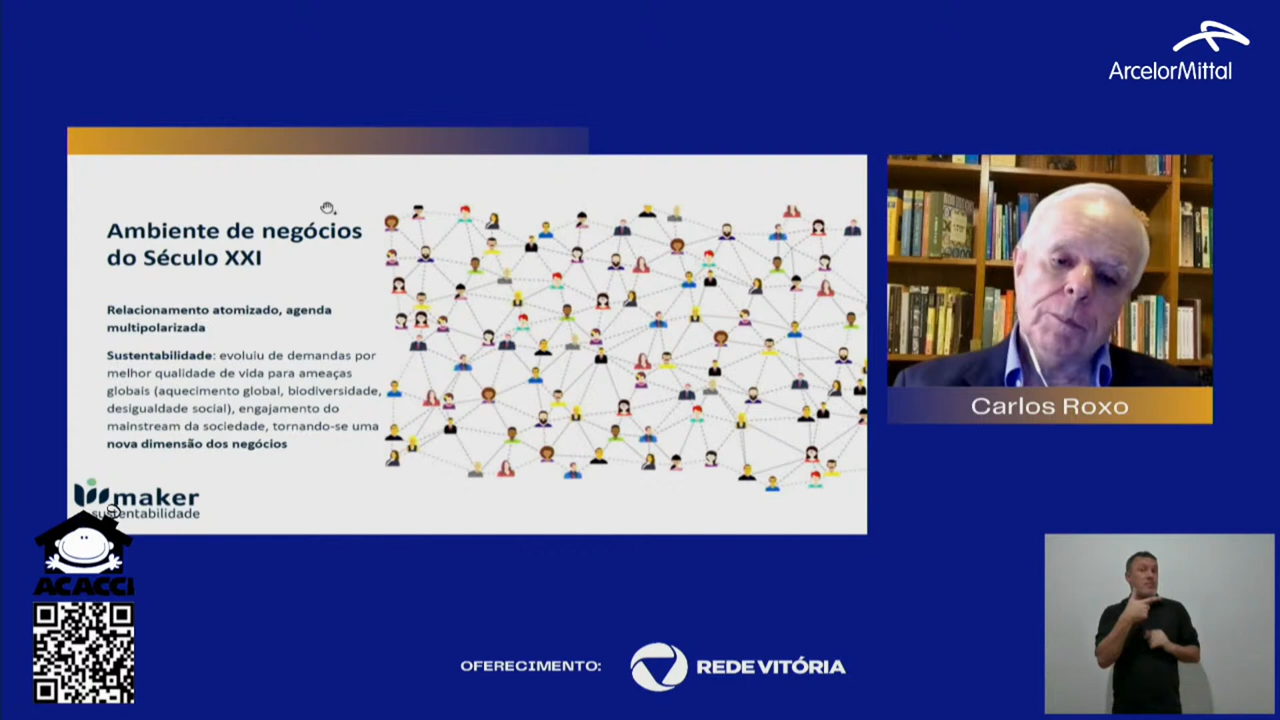 ArcelorMittal
Ambiente de negócios
do Século XXI
Relacionamento atomizado, agenda
multipolarizada
Sustentabilidade: evoluiu de demandas por
melhor qualidade de vida para ameaças
globais (aquecimento global, biodiversidade,
desigualdade social), engajamento do
mainstream da sociedade, tornando-se uma
nova dimensão dos negócios
maker
sustentabilidade
Carlos Roxo
ACACCI
OFERECIMENTO:
REDE VITÓRIA